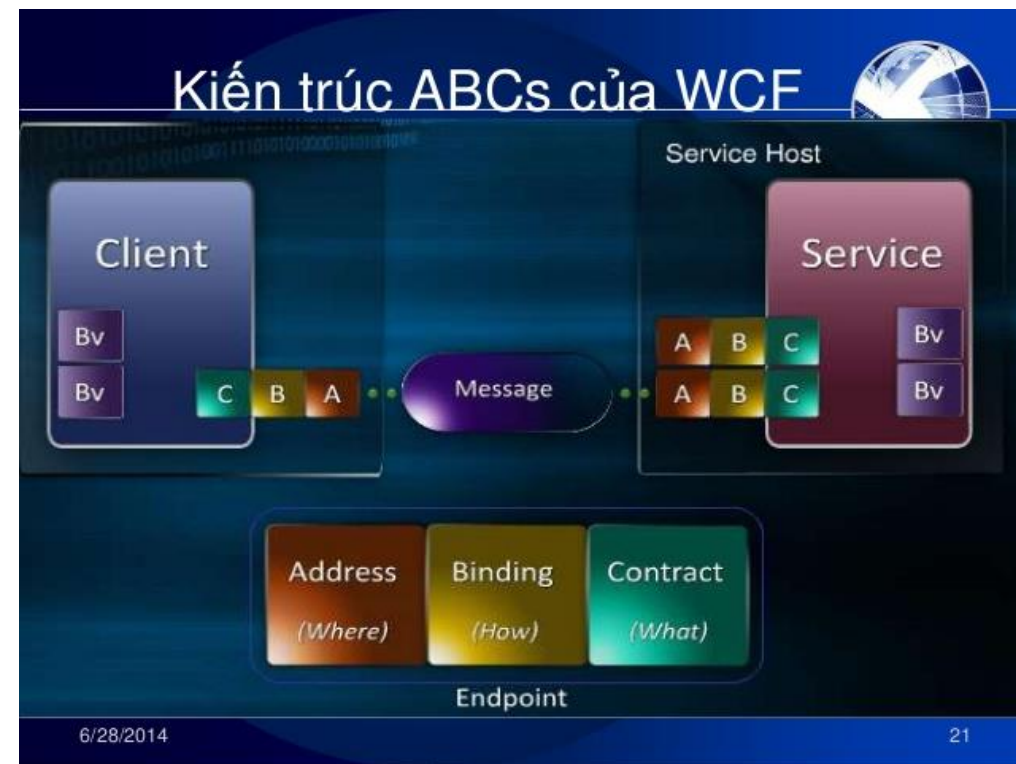 Kiến trúc ABCs của WCF
Service Host
Client
Service
Bv
Bv
C B A
Message
A B C
A B C
Bv
Bv
Address Binding Contract
(Where) (How) (What)
Endpoint
6/28/2014
21